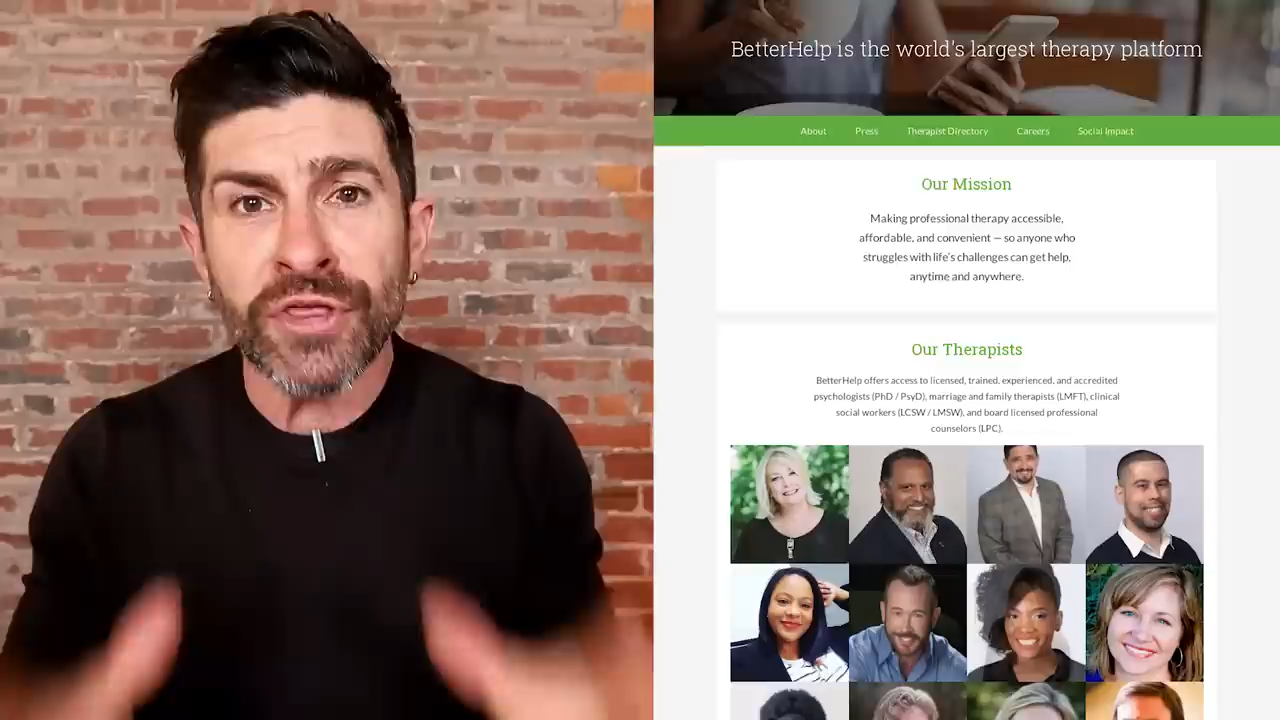 BetterHelp is the world's largest therapy platform
About Press Therapist Directory Careers Social Impact
Our Mission
Making professional therapy accessible,
affordable, and convenient — so anyone who
struggles with life's challenges can get help,
anytime and anywhere.
Our Therapists
BetterHelp offers access to licensed, trained, experienced, and accredited
psychologists (PhD / PsyD), marriage and family therapists (LMFT), clinical
social workers (LCSW / LMSW), and board licensed professional
counselors (LPC).